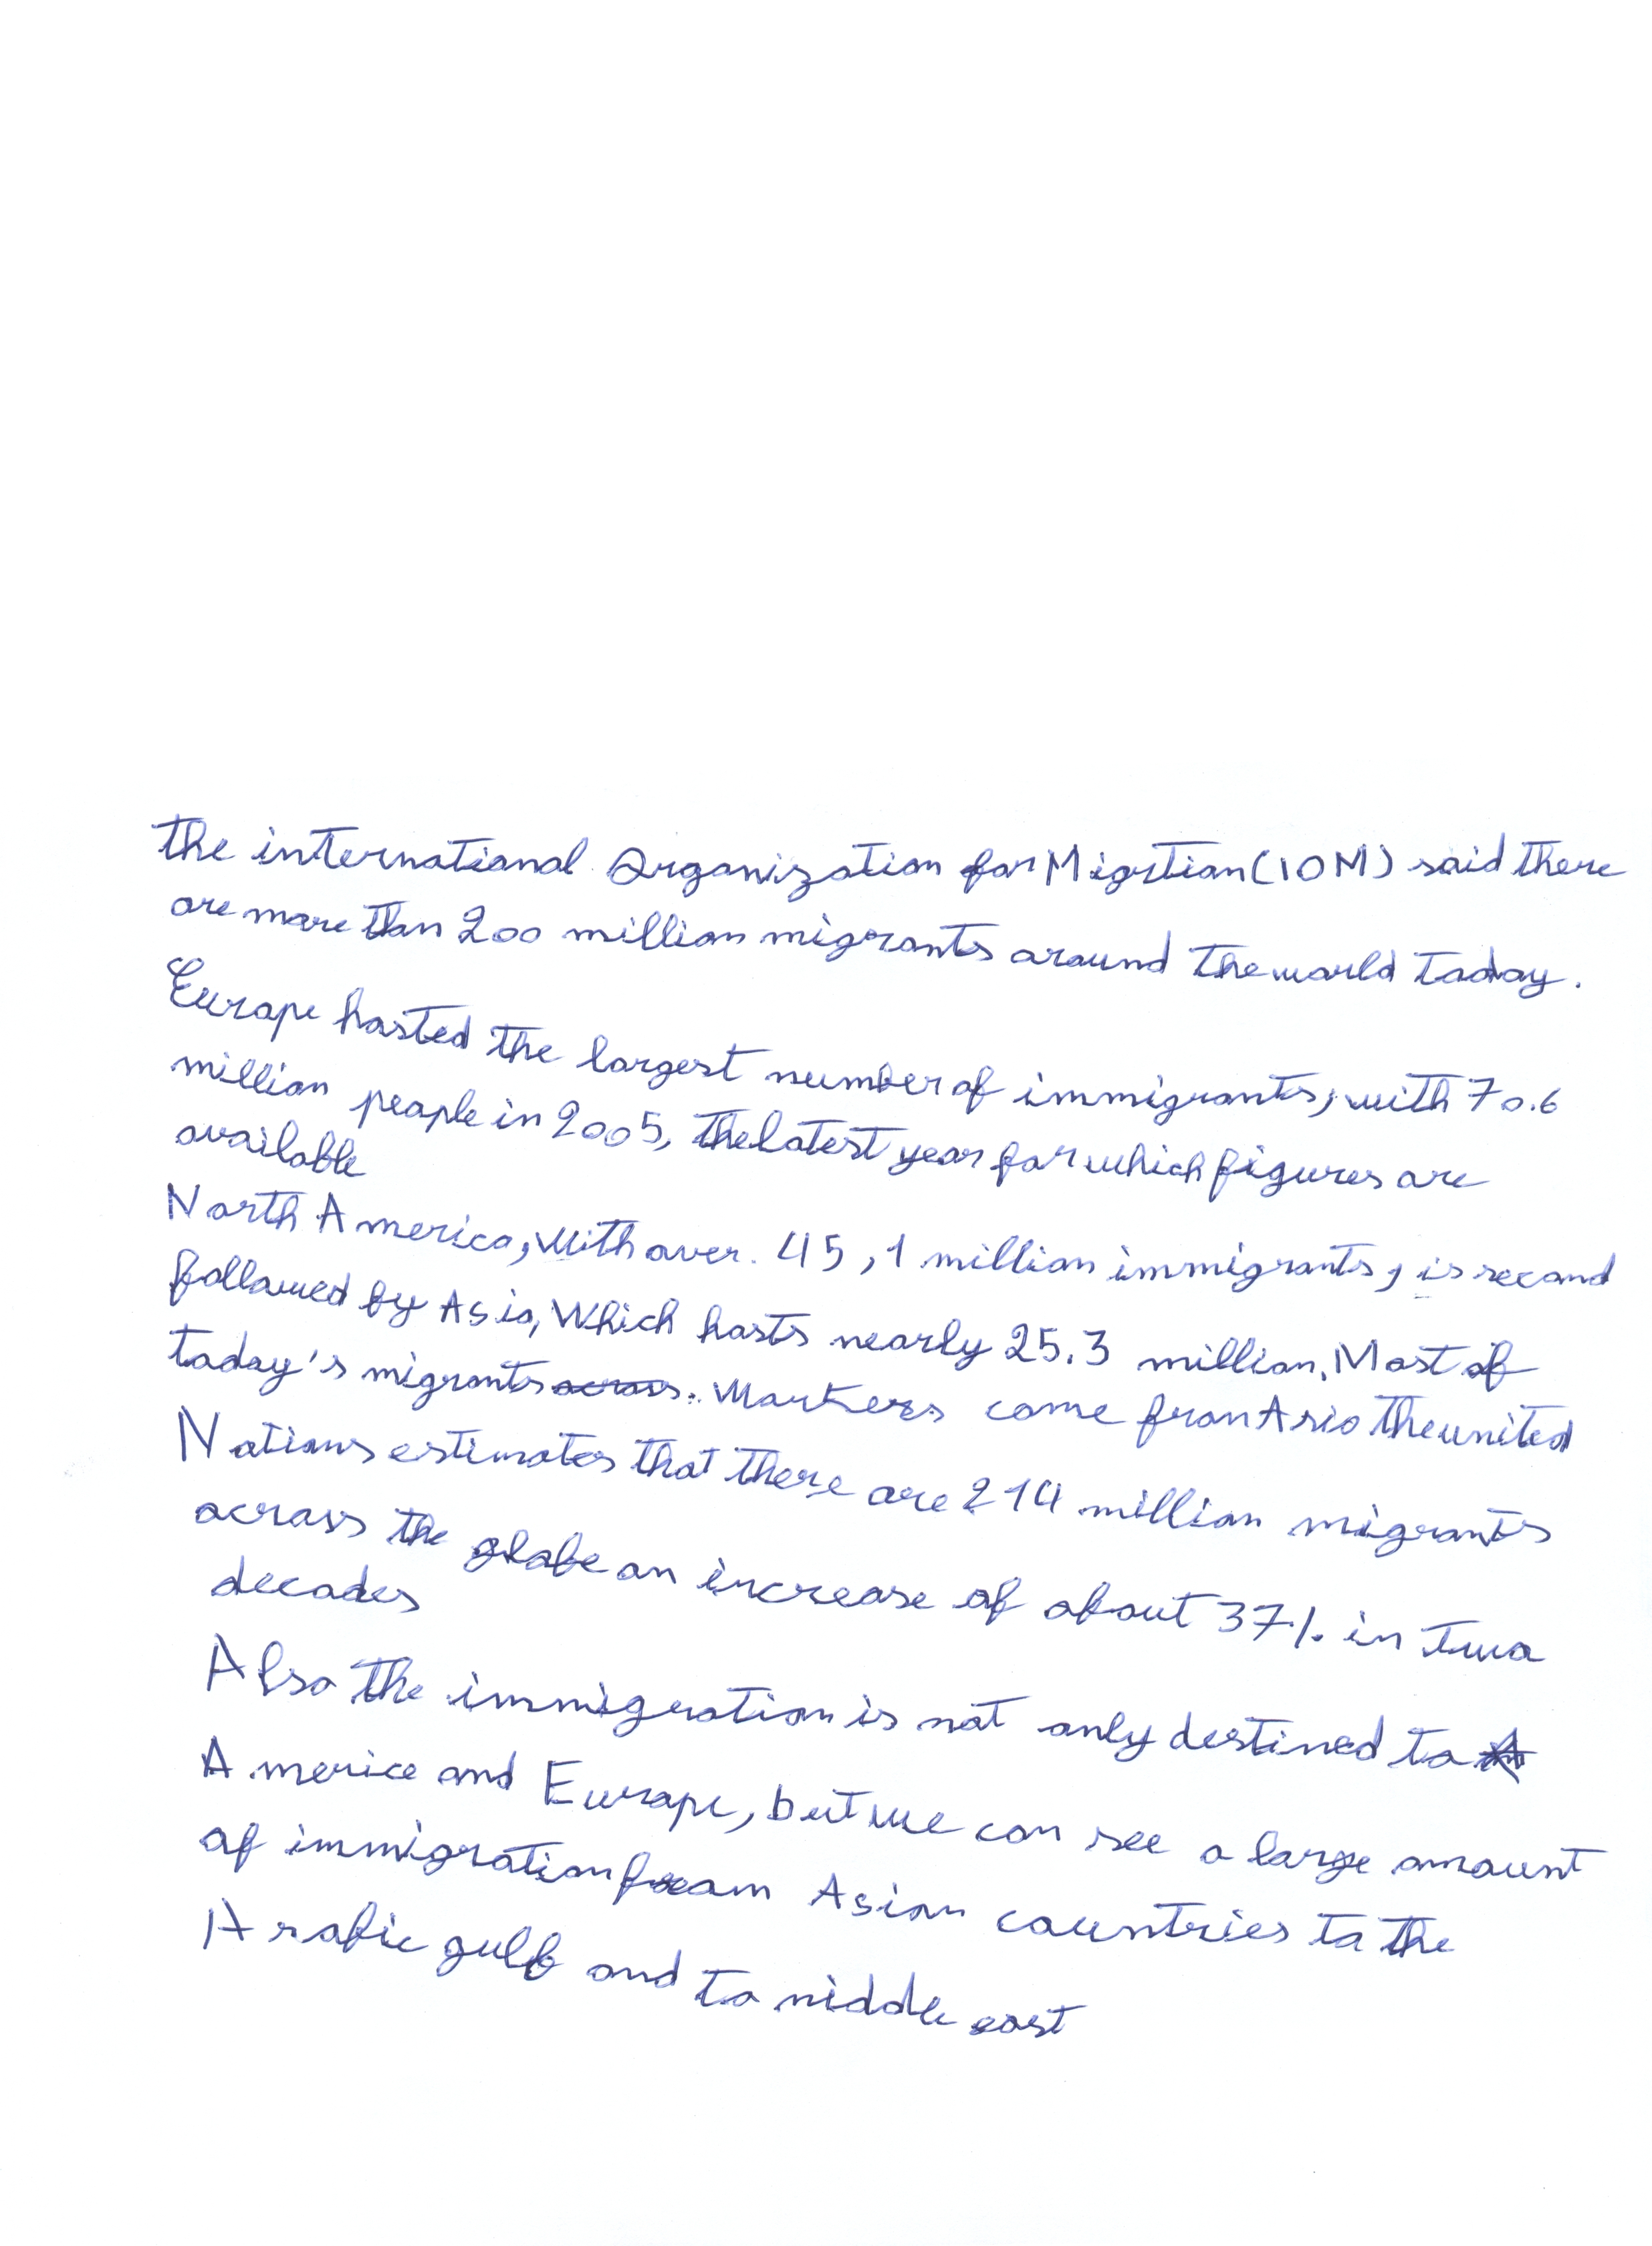 the international Organization for Migrtion (IOM) said there
are more than 200 million migrants around the world today.
Europe hosted the largest number of immigrants, with 70.6
million people in 2005, the latest year for which figures are
available
North America, With over. 45,1 million immigrants, is second
followed by Asia, Which hosts nearly 25.3 million. Most of
today's migrants across. Workers come fron Asia the united
Nations estimates that there are 214 million migrants
across the globe an increase of about 37% in two
decades
Also the immigration is not only destined to
America and Europe, but we can see a large amount
of immigration from Asian countries to the
Arabic gulf and to niddle east